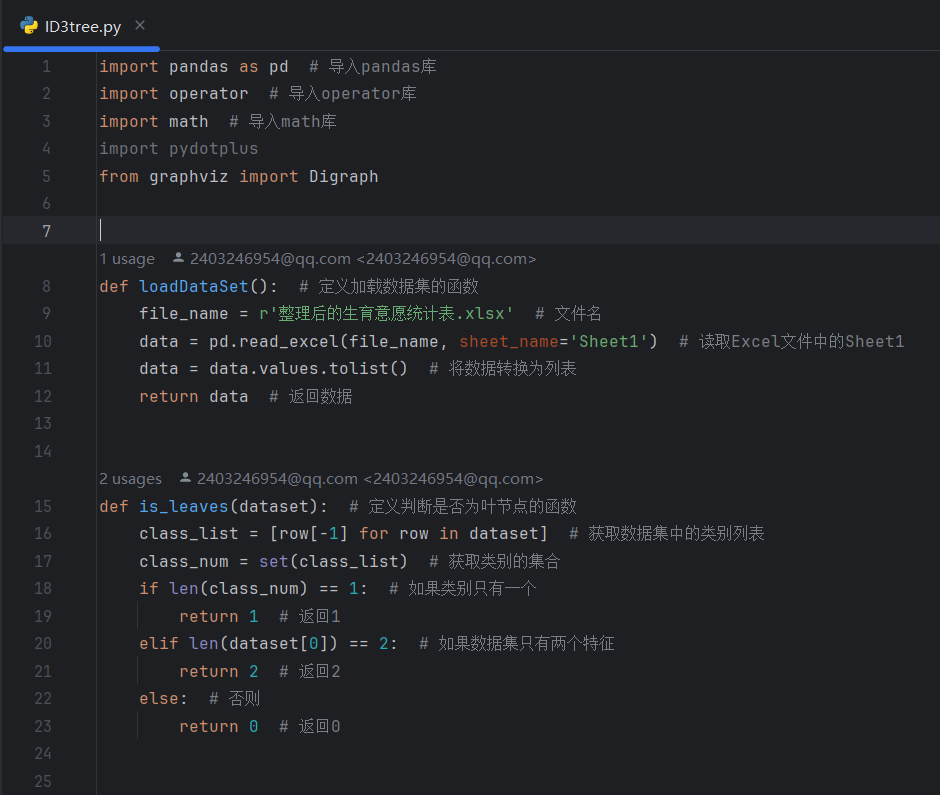 ID3tree.py
1 import pandas as pd  # 导入pandas库
2 import operator  # 导入operator库
3 import math  # 导入math库
4 import pydotplus
5 from graphviz import Digraph
6
7
1 usage 2403246954@qq.com <2403246954@qq.com>
8 def loadDataSet():  # 定义加载数据集的函数
9     file_name = r'整理后的生育意愿统计表.xlsx'  # 文件名
10     data = pd.read_excel(file_name, sheet_name='Sheet1')  # 读取Excel文件中的Sheet1
11     data = data.values.tolist()  # 将数据转换为列表
12     return data  # 返回数据
13
14
2 usages 2403246954@qq.com <2403246954@qq.com>
15 def is_leaves(dataset):  # 定义判断是否为叶节点的函数
16     class_list = [row[-1] for row in dataset]  # 获取数据集中的类别列表
17     class_num = set(class_list)  # 获取类别的集合
18     if len(class_num) == 1:  # 如果类别只有一个
19         return 1  # 返回1
20     elif len(dataset[0]) == 2:  # 如果数据集只有两个特征
21         return 2  # 返回2
22     else:  # 否则
23         return 0  # 返回0
24
25